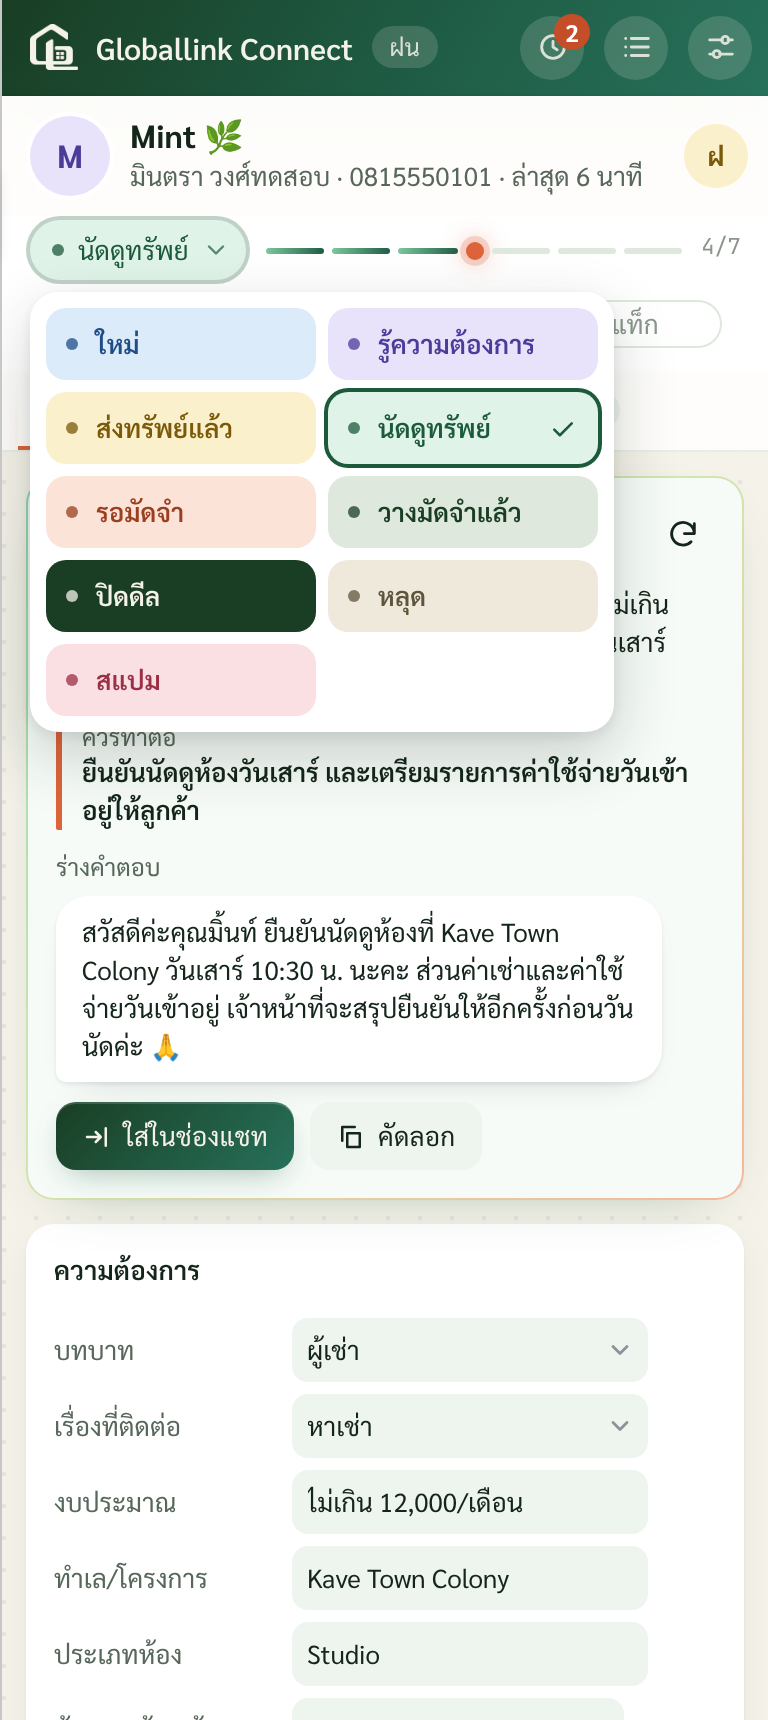 Globallink Connect ฝน 2
M Mint 🌿 ฝ
มินตรา วงศ์ทดสอบ · 0815550101 · ล่าสุด 6 นาที
นัดดูทรัพย์ 4/7
แท็ก
ใหม่ รู้ความต้องการ
ส่งทรัพย์แล้ว นัดดูทรัพย์
รอมัดจำ วางมัดจำแล้ว
ปิดดีล หลุด
สแปม
ควรทำต่อ
ยืนยันนัดดูห้องวันเสาร์ และเตรียมรายการค่าใช้จ่ายวันเข้า
อยู่ให้ลูกค้า
ร่างคำตอบ
สวัสดีค่ะคุณมิ้นท์ ยืนยันนัดดูห้องที่ Kave Town
Colony วันเสาร์ 10:30 น. นะคะ ส่วนค่าเช่าและค่าใช้
จ่ายวันเข้าอยู่ เจ้าหน้าที่จะสรุปยืนยันให้อีกครั้งก่อนวัน
นัดค่ะ 🙏
ใส่ในช่องแชท คัดลอก
ความต้องการ
บทบาท ผู้เช่า
เรื่องที่ติดต่อ หาเช่า
งบประมาณ ไม่เกิน 12,000/เดือน
ทำเล/โครงการ Kave Town Colony
ประเภทห้อง Studio